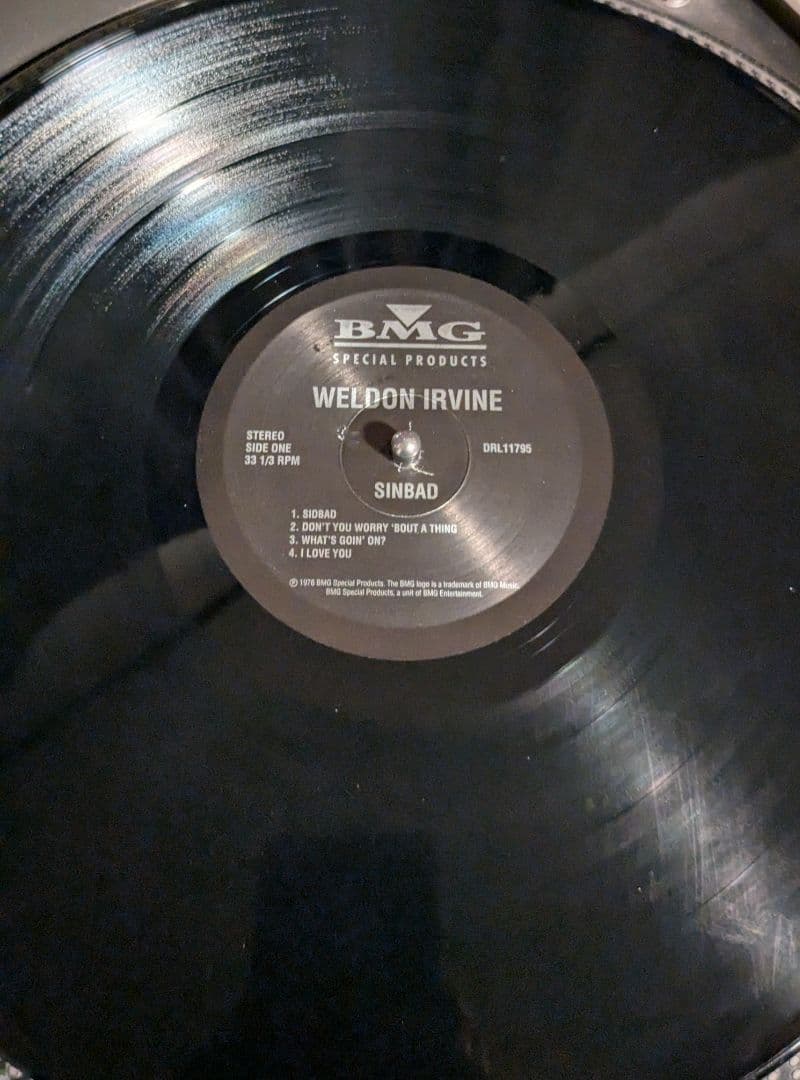 BMG
SPECIAL PRODUCTS
WELDON IRVINE
STEREO
SIDE ONE
33 1/3 RPM
DRL11795
SINBAD
1. SIDBAD
2. DON'T YOU WORRY 'BOUT A THING
3. WHAT'S GOIN' ON?
4. I LOVE YOU
℗ 1976 BMG Special Products. The BMG logo is a trademark of BMG Music.
BMG Special Products, a unit of BMG Entertainment.